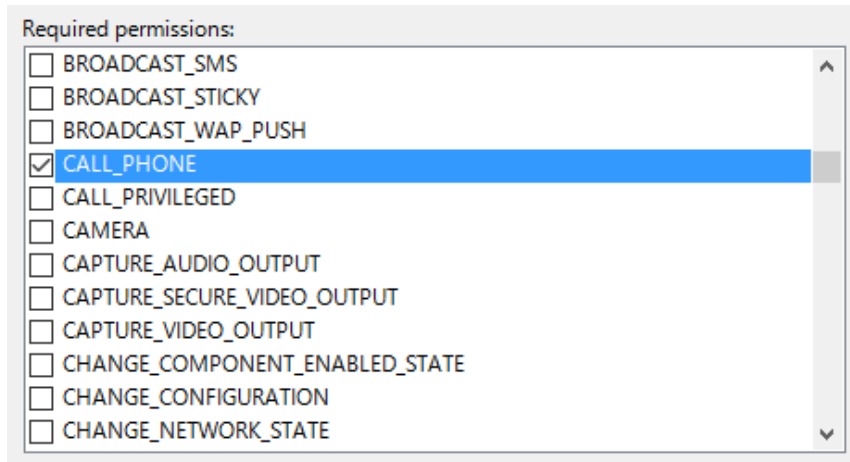 Required permissions:
BROADCAST_SMS
BROADCAST_STICKY
BROADCAST_WAP_PUSH
CALL_PHONE
CALL_PRIVILEGED
CAMERA
CAPTURE_AUDIO_OUTPUT
CAPTURE_SECURE_VIDEO_OUTPUT
CAPTURE_VIDEO_OUTPUT
CHANGE_COMPONENT_ENABLED_STATE
CHANGE_CONFIGURATION
CHANGE_NETWORK_STATE